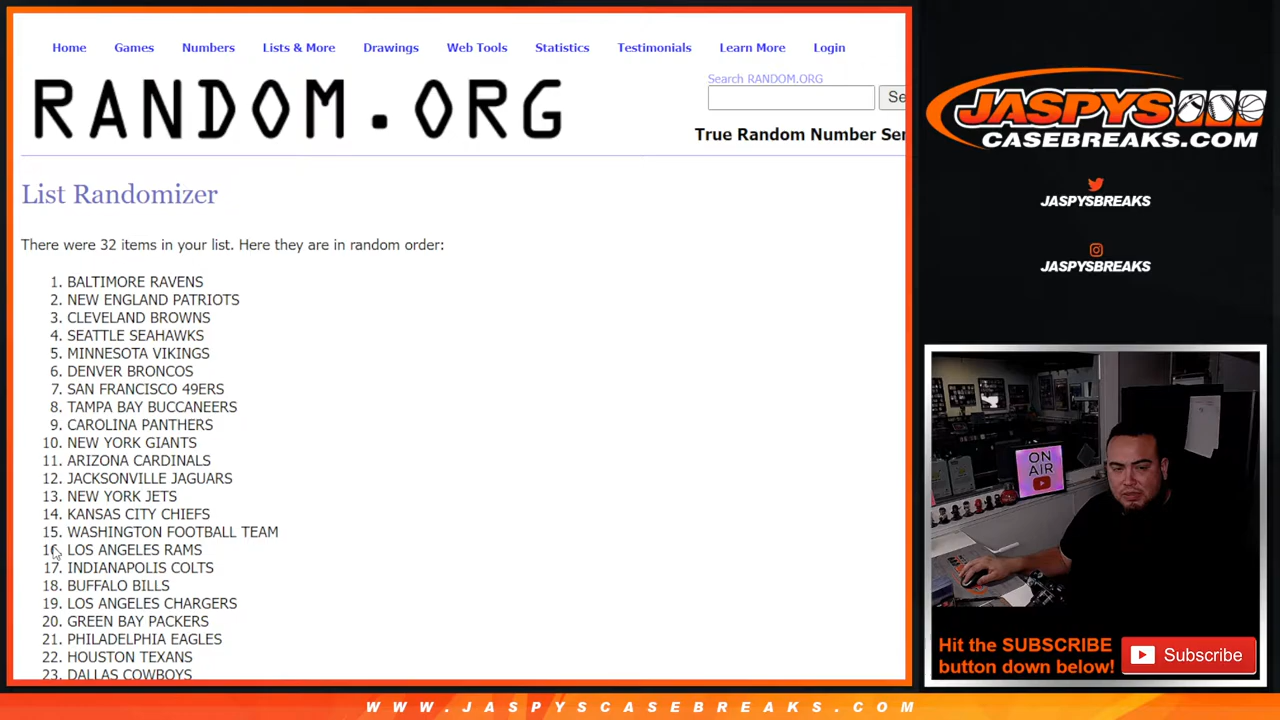 Home Games Numbers Lists & More Drawings Web Tools Statistics Testimonials Learn More Login
RANDOM.ORG
Search RANDOM.ORG
Se
True Random Number Ser
List Randomizer
There were 32 items in your list. Here they are in random order:
1. BALTIMORE RAVENS
2. NEW ENGLAND PATRIOTS
3. CLEVELAND BROWNS
4. SEATTLE SEAHAWKS
5. MINNESOTA VIKINGS
6. DENVER BRONCOS
7. SAN FRANCISCO 49ERS
8. TAMPA BAY BUCCANEERS
9. CAROLINA PANTHERS
10. NEW YORK GIANTS
11. ARIZONA CARDINALS
12. JACKSONVILLE JAGUARS
13. NEW YORK JETS
14. KANSAS CITY CHIEFS
15. WASHINGTON FOOTBALL TEAM
16. LOS ANGELES RAMS
17. INDIANAPOLIS COLTS
18. BUFFALO BILLS
19. LOS ANGELES CHARGERS
20. GREEN BAY PACKERS
21. PHILADELPHIA EAGLES
22. HOUSTON TEXANS
23. DALLAS COWBOYS
JASPYS
CASEBREAKS.COM
JASPYSBREAKS
JASPYSBREAKS
ON
AIR
Hit the SUBSCRIBE
button down below!
Subscribe
WWW.JASPYSCASEBREAKS.COM